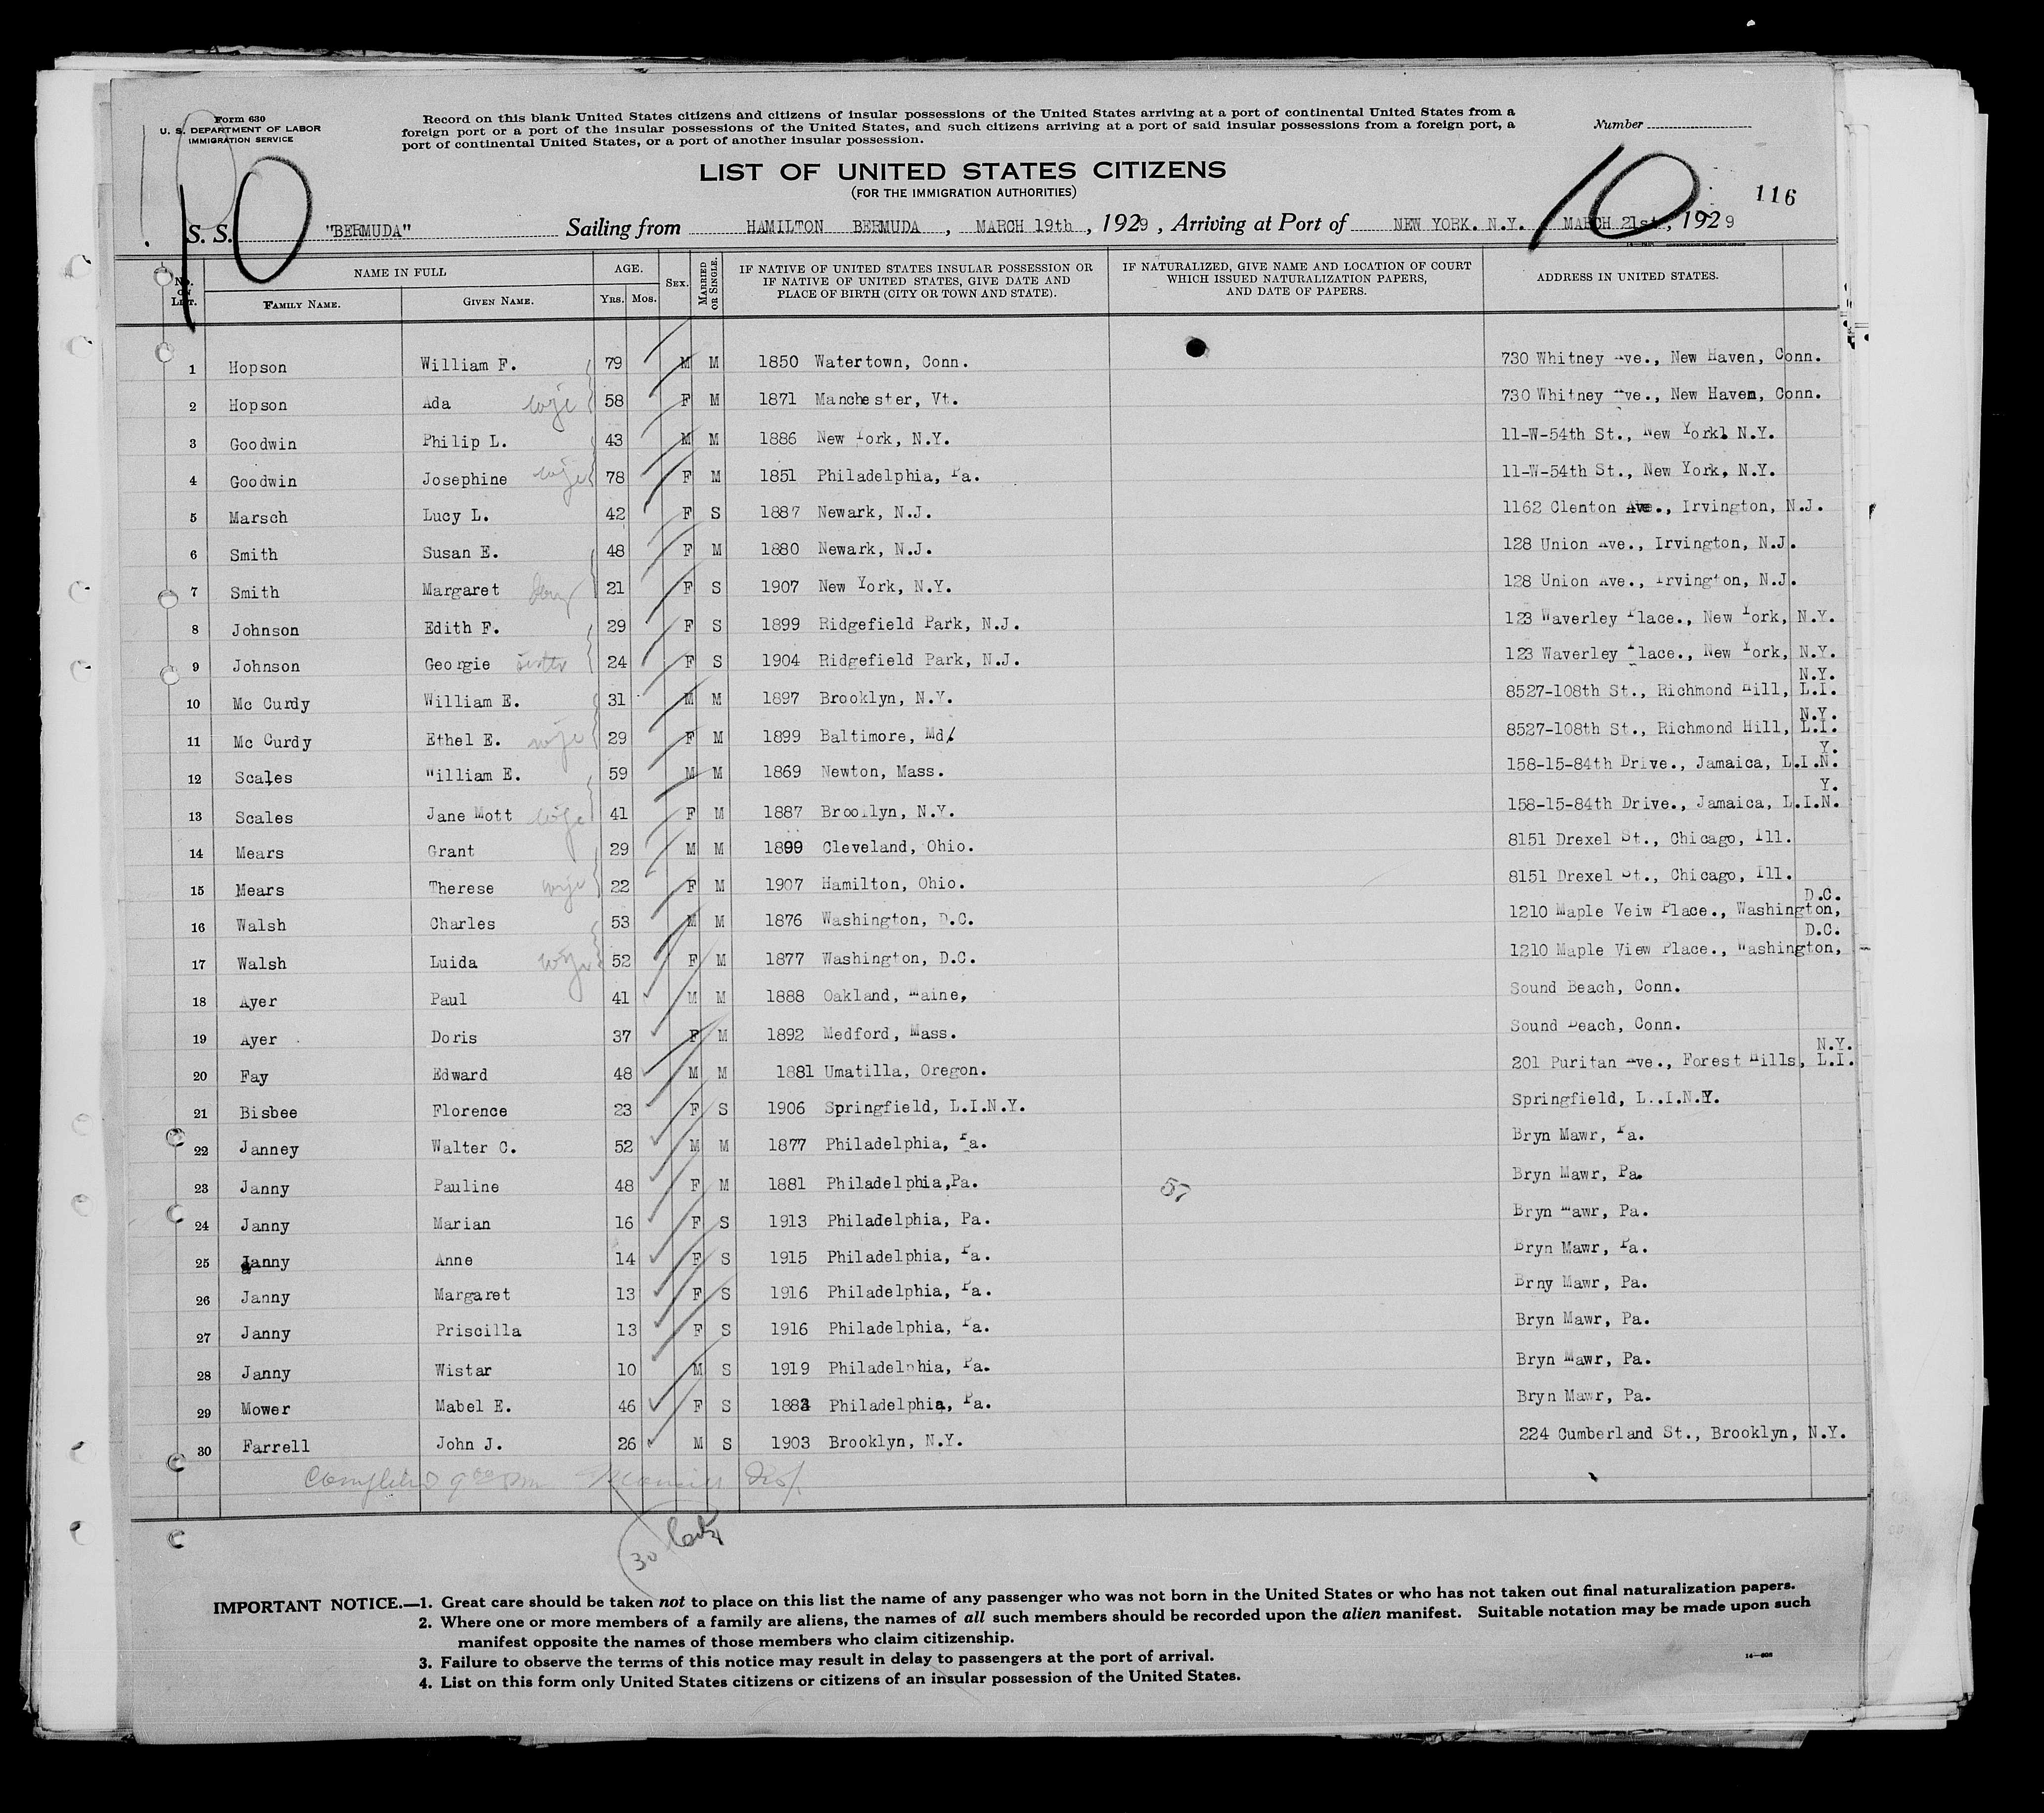 Form 630
U. S. DEPARTMENT OF LABOR
IMMIGRATION SERVICE
Record on this blank United States citizens and citizens of insular possessions of the United States arriving at a port of continental United States from a
foreign port or a port of the insular possessions of the United States, and such citizens arriving at a port of said insular possessions from a foreign port, a
port of continental United States, or a port of another insular possession.
Number
LIST OF UNITED STATES CITIZENS
(FOR THE IMMIGRATION AUTHORITIES)
10
10
116
S. S. "BERMUDA" Sailing from HAMILTON BERMUDA, MARCH 19th, 1929, Arriving at Port of NEW YORK. N.Y. MARCH 21st, 1929
No. on List. NAME IN FULL AGE. Sex. Married or Single. IF NATIVE OF UNITED STATES INSULAR POSSESSION OR IF NATIVE OF UNITED STATES, GIVE DATE AND PLACE OF BIRTH (CITY OR TOWN AND STATE). IF NATURALIZED, GIVE NAME AND LOCATION OF COURT WHICH ISSUED NATURALIZATION PAPERS, AND DATE OF PAPERS. ADDRESS IN UNITED STATES.
Family Name. Given Name. Yrs. Mos.
1 Hopson William F. 79 M M 1850 Watertown, Conn. 730 Whitney Ave., New Haven, Conn.
2 Hopson Ada wife 58 F M 1871 Manchester, Vt. 730 Whitney Ave., New Haven, Conn.
3 Goodwin Philip L. 43 M M 1886 New York, N.Y. 11-W-54th St., New Yorkl N.Y.
4 Goodwin Josephine wife 78 F M 1851 Philadelphia, Pa. 11-W-54th St., New York, N.Y.
5 Marsch Lucy L. 42 F S 1887 Newark, N.J. 1162 Clenton Ave., Irvington, N.J.
6 Smith Susan E. 48 F M 1880 Newark, N.J. 128 Union Ave., Irvington, N.J.
7 Smith Margaret 21 F S 1907 New York, N.Y. 128 Union Ave., Irvington, N.J.
8 Johnson Edith F. 29 F S 1899 Ridgefield Park, N.J. 123 Waverley Place., New York, N.Y.
9 Johnson Georgie sister 24 F S 1904 Ridgefield Park, N.J. 123 Waverley Place., New York, N.Y.
10 Mc Curdy William E. 31 M M 1897 Brooklyn, N.Y. 8527-108th St., Richmond Hill, L.I. N.Y.
11 Mc Curdy Ethel E. wife 29 F M 1899 Baltimore, Md. 8527-108th St., Richmond Hill, L.I. N.Y.
12 Scales William E. 59 M M 1869 Newton, Mass. 158-15-84th Drive., Jamaica, L.I.N. Y.
13 Scales Jane Mott wife 41 F M 1887 Brooklyn, N.Y. 158-15-84th Drive., Jamaica, L.I.N. Y.
14 Mears Grant 29 M M 1899 Cleveland, Ohio. 8151 Drexel St., Chicago, Ill.
15 Mears Therese wife 22 F M 1907 Hamilton, Ohio. 8151 Drexel St., Chicago, Ill.
16 Walsh Charles 53 M M 1876 Washington, D.C. 1210 Maple Veiw Place., Washington, D.C.
17 Walsh Luida wife 52 F M 1877 Washington, D.C. 1210 Maple View Place., Washington, D.C.
18 Ayer Paul 41 M M 1888 Oakland, Maine, Sound Beach, Conn.
19 Ayer Doris 37 F M 1892 Medford, Mass. Sound Beach, Conn.
20 Fay Edward 48 M M 1881 Umatilla, Oregon. 201 Puritan Ave., Forest Hills, L.I. N.Y.
21 Bisbee Florence 23 F S 1906 Springfield, L.I.N.Y. Springfield, L..I.N.Y.
22 Janney Walter C. 52 M M 1877 Philadelphia, Pa. Bryn Mawr, Pa.
23 Janny Pauline 48 F M 1881 Philadelphia,Pa. 57 Bryn Mawr, Pa.
24 Janny Marian 16 F S 1913 Philadelphia, Pa. Bryn Mawr, Pa.
25 Janny Anne 14 F S 1915 Philadelphia, Pa. Bryn Mawr, Pa.
26 Janny Margaret 13 F S 1916 Philadelphia, Pa. Brny Mawr, Pa.
27 Janny Priscilla 13 F S 1916 Philadelphia, Pa. Bryn Mawr, Pa.
28 Janny Wistar 10 M S 1919 Philadelphia, Pa. Bryn Mawr, Pa.
29 Mower Mabel E. 46 F S 1883 Philadelphia, Pa. Bryn Mawr, Pa.
30 Farrell John J. 26 M S 1903 Brooklyn, N.Y. 224 Cumberland St., Brooklyn, N.Y.
Completed 9
30
IMPORTANT NOTICE.—1. Great care should be taken not to place on this list the name of any passenger who was not born in the United States or who has not taken out final naturalization papers.
2. Where one or more members of a family are aliens, the names of all such members should be recorded upon the alien manifest. Suitable notation may be made upon such
manifest opposite the names of those members who claim citizenship.
3. Failure to observe the terms of this notice may result in delay to passengers at the port of arrival.
4. List on this form only United States citizens or citizens of an insular possession of the United States.